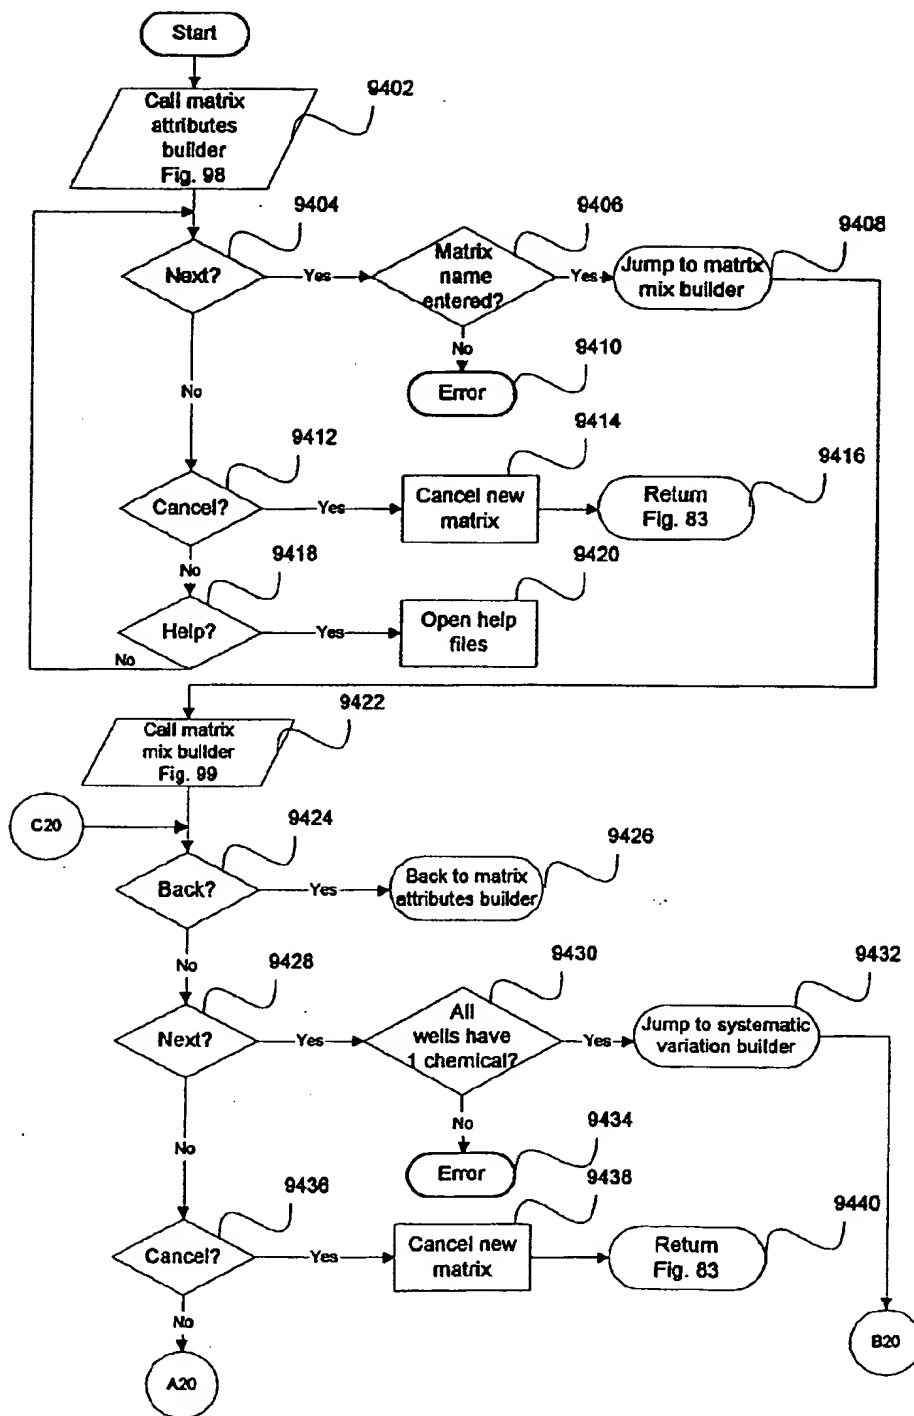 Start
9402
Call matrix
attributes
builder
Fig. 98
9404
9406
9408
Next?
Yes
Matrix
name
entered?
Yes
Jump to matrix
mix builder
No
No
9410
Error
9412
9414
9416
Cancel?
Yes
Cancel new
matrix
Return
Fig. 83
No
9418
9420
Help?
Yes
Open help
files
No
9422
Call matrix
mix builder
Fig. 99
C20
9424
9426
Back?
Yes
Back to matrix
attributes builder
No
9428
9430
9432
Next?
Yes
All
wells have
1 chemical?
Yes
Jump to systematic
variation builder
No
No
9434
Error
9436
9438
9440
Cancel?
Yes
Cancel new
matrix
Return
Fig. 83
No
A20
B20